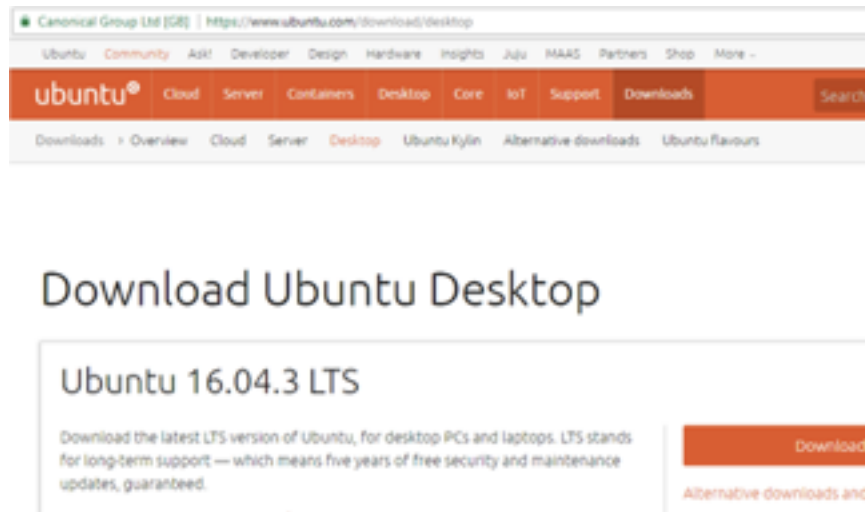 Canonical Group Ltd [GB] | https://www.ubuntu.com/download/desktop
Ubuntu Community Ask! Developer Design Hardware Insights Juju MAAS Partners Shop More
ubuntu® Cloud Server Containers Desktop Core IoT Support Downloads Search
Downloads › Overview Cloud Server Desktop Ubuntu Kylin Alternative downloads Ubuntu flavours
Download Ubuntu Desktop
Ubuntu 16.04.3 LTS
Download the latest LTS version of Ubuntu, for desktop PCs and laptops. LTS stands
for long-term support — which means five years of free security and maintenance
updates, guaranteed.
Download
Alternative downloads and